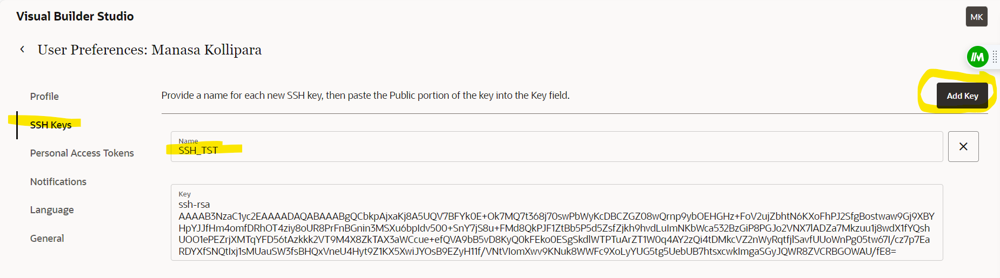 Visual Builder Studio
MK
User Preferences: Manasa Kollipara
Profile
Provide a name for each new SSH key, then paste the Public portion of the key into the Key field.
Add Key
SSH Keys
Name
SSH_TST
Personal Access Tokens
Notifications
Key
ssh-rsa
AAAAB3NzaC1yc2EAAAADAQABAAABgQCbkpAjxaKj8A5UQV7BFYk0E+Ok7MQ7t368j70swPbWyKcDBCZGZ08wQrnp9ybOEHGHz+FoV2ujZbhtN6KXoFhPJ2SfgBostwaw9Gj9XBY
HpYJJfHm4omfDRhOT4ziy8oUR8PrFnBGnin3MSXu6bpIdv500+SnY7jS8u+FMd8QkPJF1ZtBb5P5d5ZsfZjkh9hvdLuImNKbWca532BzGiP8PGJo2VNX7lADZa7Mkzuu1j8wdX1fYQsh
UOO1ePEZrjXMTqYFD56tAzkkk2VT9M4X8ZkTAX3aWCcue+efQVA9bB5vD8KyQ0kFEko0ESgSkdlWTPTuArZT1W0q4AY2zQi4tDMkcVZ2nWyRqtfjlSavfUUoWnPg05tw67I/cz7p7Ea
RDYXfSNQtIxj1sMUauSW3fsBHQxVneU4Hyt9Z1KX5XwiJYOsB9EZyH11f/VNtVIomXwv9KNuk8WWFc9XoLyYUG5tg5UebUB7htsxcwkImgaSGyJQWR8ZVCRBGOWAU/fE8=
Language
General